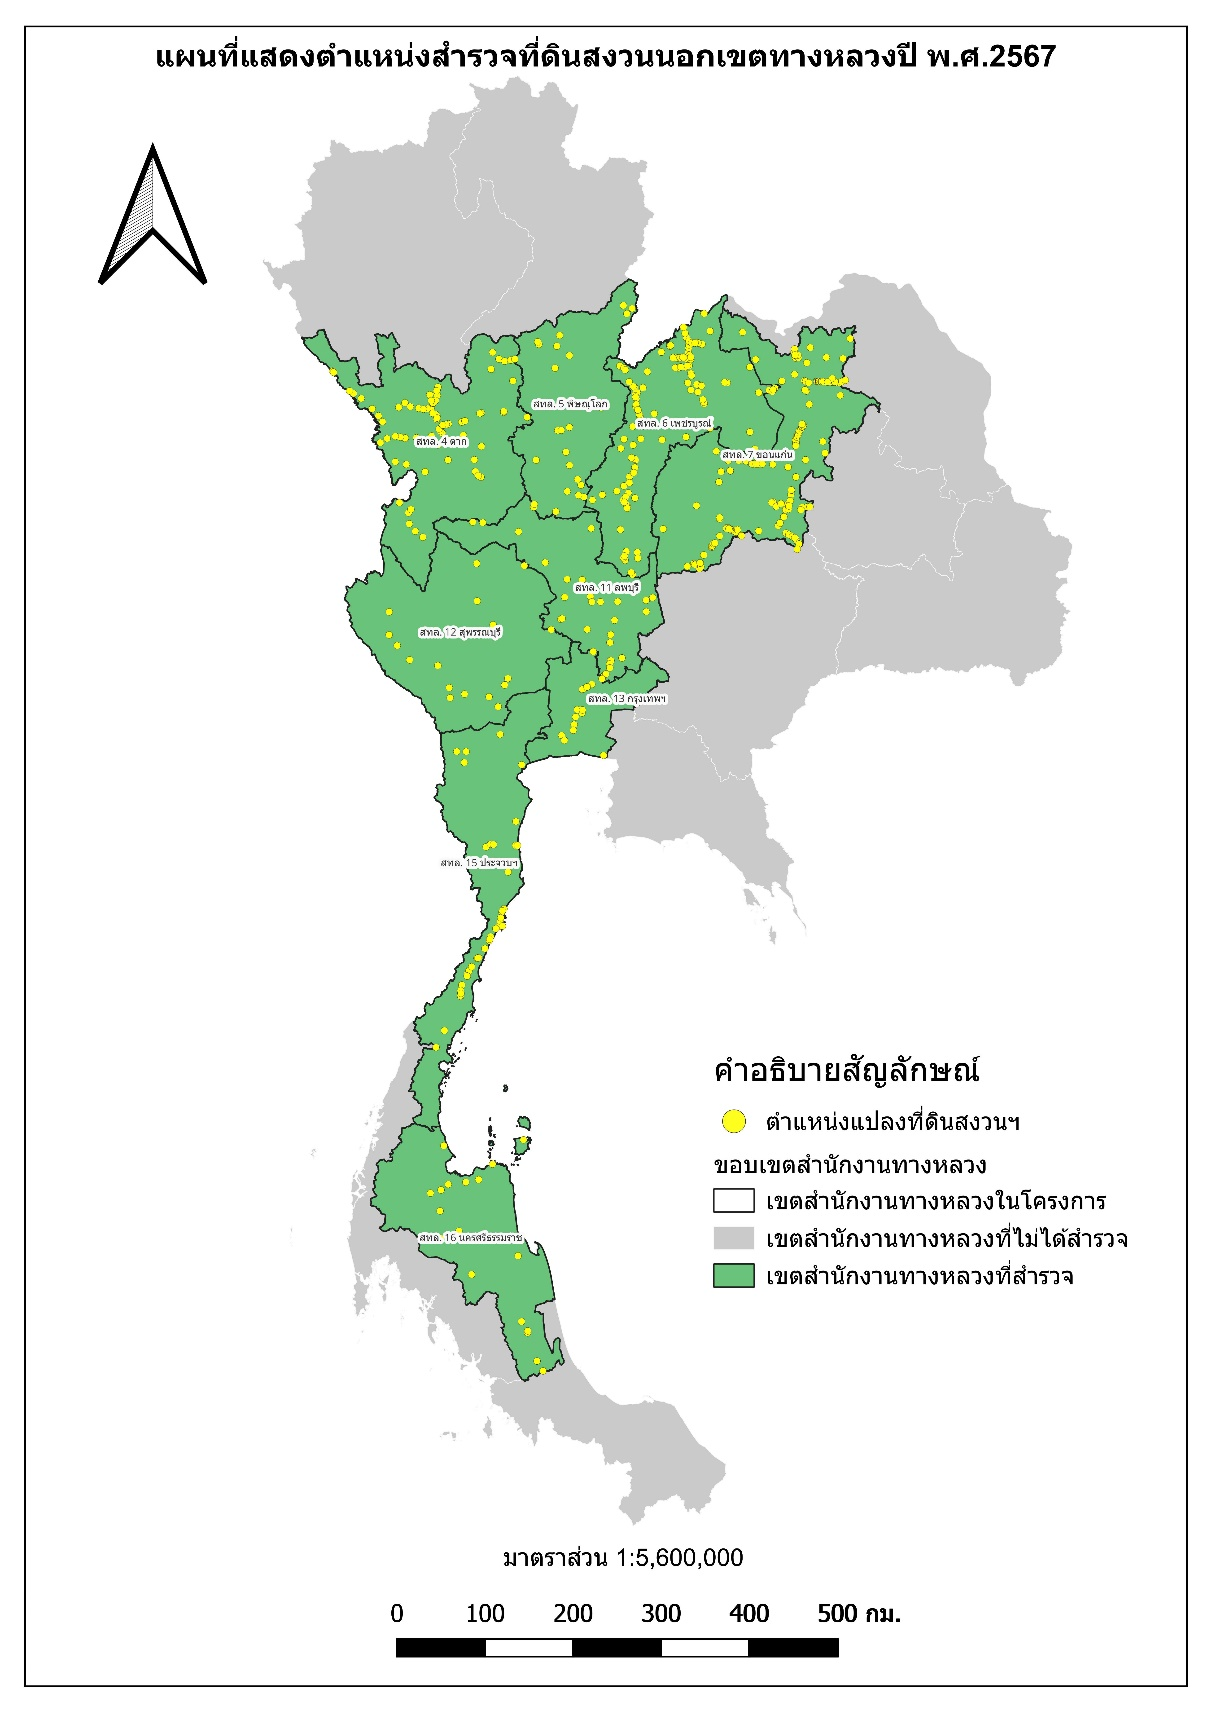 แผนที่แสดงตำแหน่งสำรวจที่ดินสงวนนอกเขตทางหลวงปี พ.ศ.2567
สทล. 5 พิษณุโลก
สทล. 6 เพชรบูรณ์
สทล. 4 ตาก
สทล. 7 ขอนแก่น
สทล. 11 ลพบุรี
สทล. 12 สุพรรณบุรี
สทล. 13 กรุงเทพฯ
สทล. 15 ประจวบฯ
สทล. 16 นครศรีธรรมราช
คำอธิบายสัญลักษณ์
ตำแหน่งแปลงที่ดินสงวนฯ
ขอบเขตสำนักงานทางหลวง
เขตสำนักงานทางหลวงในโครงการ
เขตสำนักงานทางหลวงที่ไม่ได้สำรวจ
เขตสำนักงานทางหลวงที่สำรวจ
มาตราส่วน 1:5,600,000
0 100 200 300 400 500 กม.